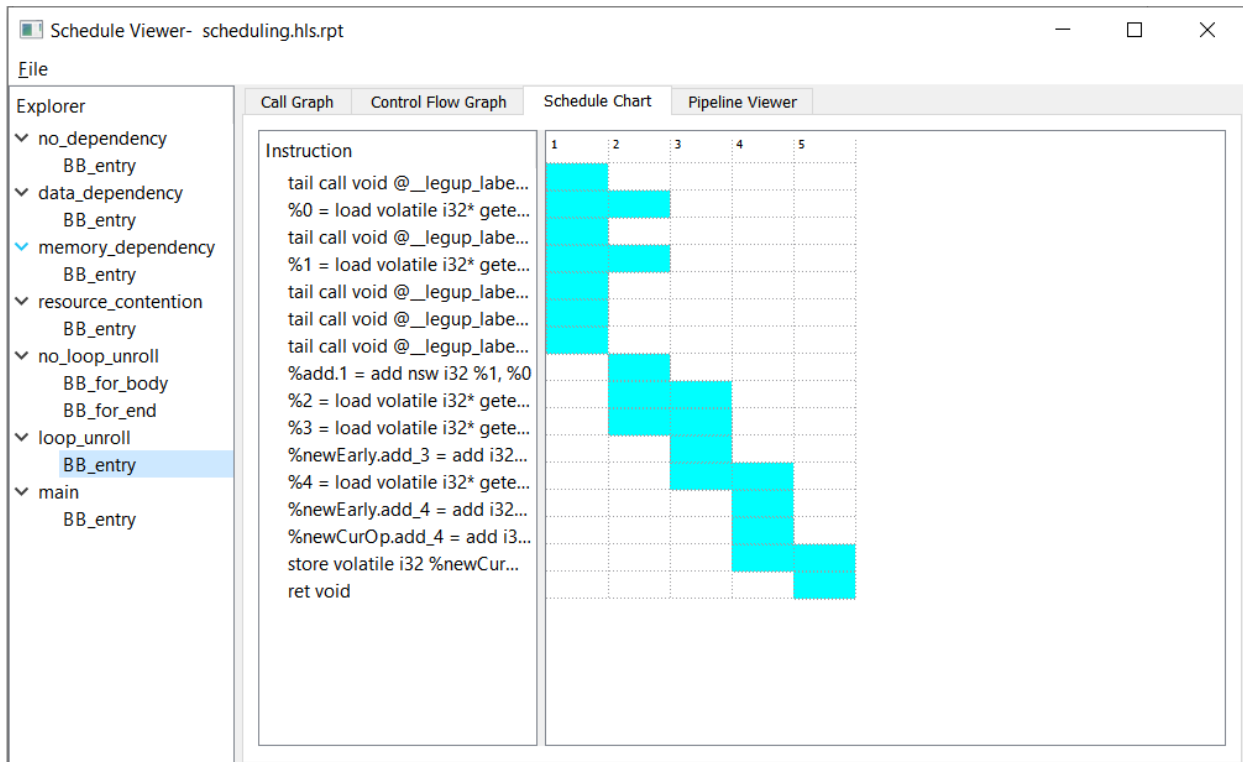 Schedule Viewer-  scheduling.hls.rpt
File
Explorer
no_dependency
BB_entry
data_dependency
BB_entry
memory_dependency
BB_entry
resource_contention
BB_entry
no_loop_unroll
BB_for_body
BB_for_end
loop_unroll
BB_entry
main
BB_entry
Call Graph
Control Flow Graph
Schedule Chart
Pipeline Viewer
Instruction
tail call void @__legup_labe...
%0 = load volatile i32* gete...
tail call void @__legup_labe...
%1 = load volatile i32* gete...
tail call void @__legup_labe...
tail call void @__legup_labe...
tail call void @__legup_labe...
%add.1 = add nsw i32 %1, %0
%2 = load volatile i32* gete...
%3 = load volatile i32* gete...
%newEarly.add_3 = add i32...
%4 = load volatile i32* gete...
%newEarly.add_4 = add i32...
%newCurOp.add_4 = add i3...
store volatile i32 %newCur...
ret void
1 2 3 4 5